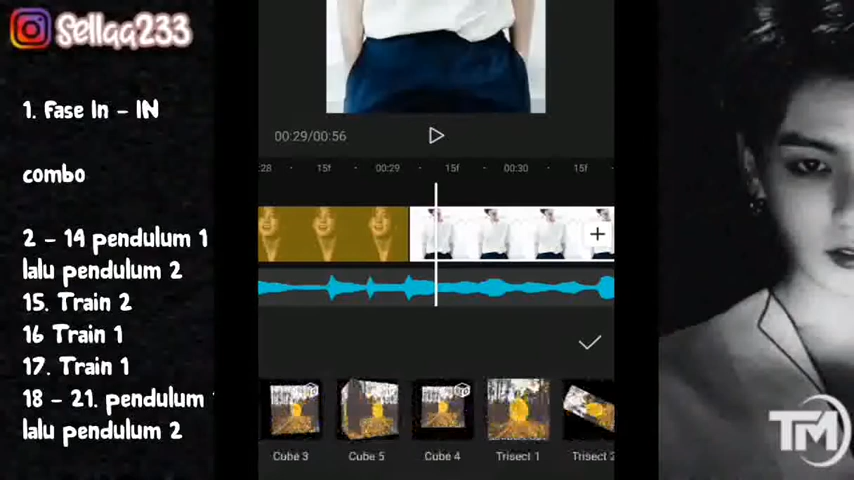 sellaa233
1. Fase In - IN
combo
2 - 14 pendulum 1
lalu pendulum 2
15. Train 2
16 Train 1
17. Train 1
18 - 21. pendulum
lalu pendulum 2
00:29/00:56
:28 15f 00:29 15f 00:30 15f
Cube 3 Cube 5 Cube 4 Trisect 1 Trisect 2
TM